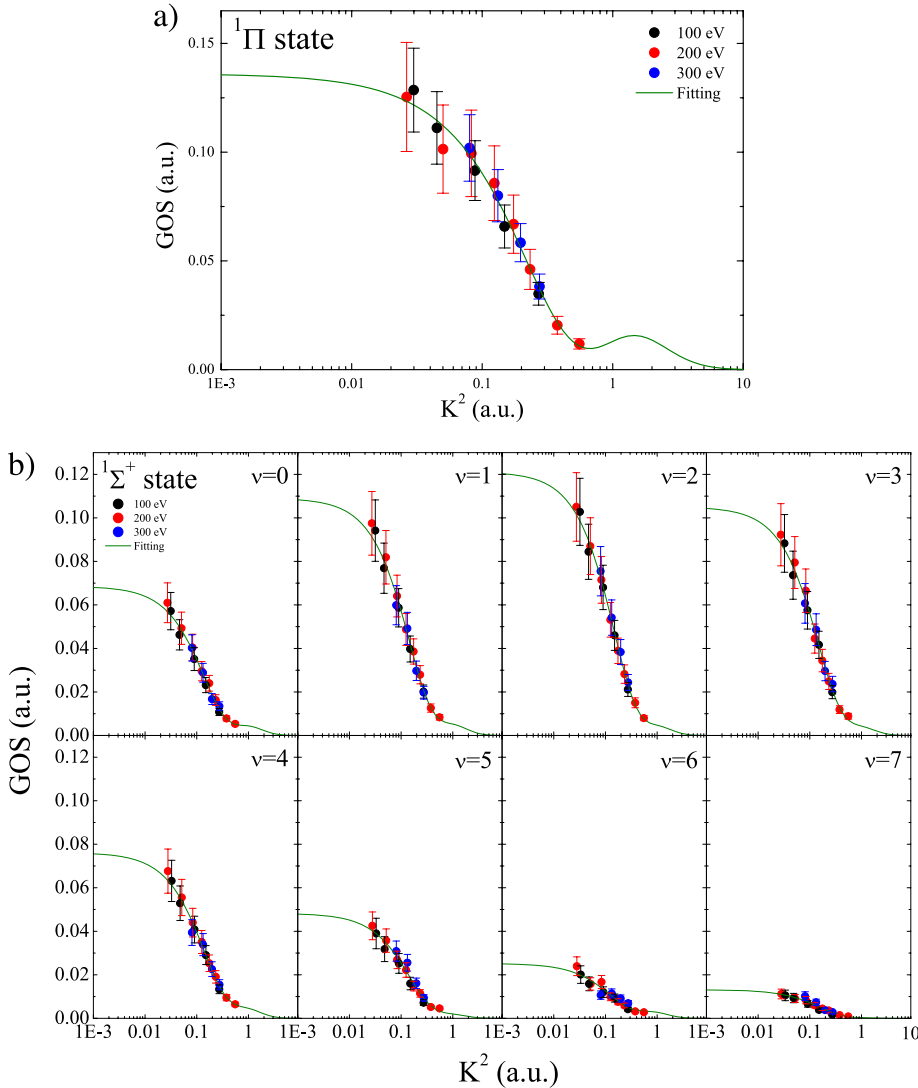 a)
¹Π state
100 eV
200 eV
300 eV
Fitting
0.15
0.10
0.05
0.00
GOS (a.u.)
1E-3 0.01 0.1 1 10
K² (a.u.)
b)
¹Σ⁺ state
100 eV
200 eV
300 eV
Fitting
ν=0 ν=1 ν=2 ν=3
0.12
0.10
0.08
0.06
0.04
0.02
0.00
GOS (a.u.)
ν=4 ν=5 ν=6 ν=7
0.12
0.10
0.08
0.06
0.04
0.02
0.00
1E-3 0.01 0.1 1 1E-3 0.01 0.1 1 1E-3 0.01 0.1 1 1E-3 0.01 0.1 1 10
K² (a.u.)